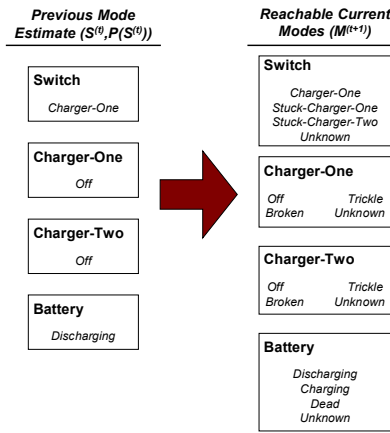 Previous Mode
Estimate (S(t),P(S(t)))
Switch
Charger-One
Charger-One
Off
Charger-Two
Off
Battery
Discharging
Reachable Current
Modes (M(t+1))
Switch
Charger-One
Stuck-Charger-One
Stuck-Charger-Two
Unknown
Charger-One
Off Trickle
Broken Unknown
Charger-Two
Off Trickle
Broken Unknown
Battery
Discharging
Charging
Dead
Unknown